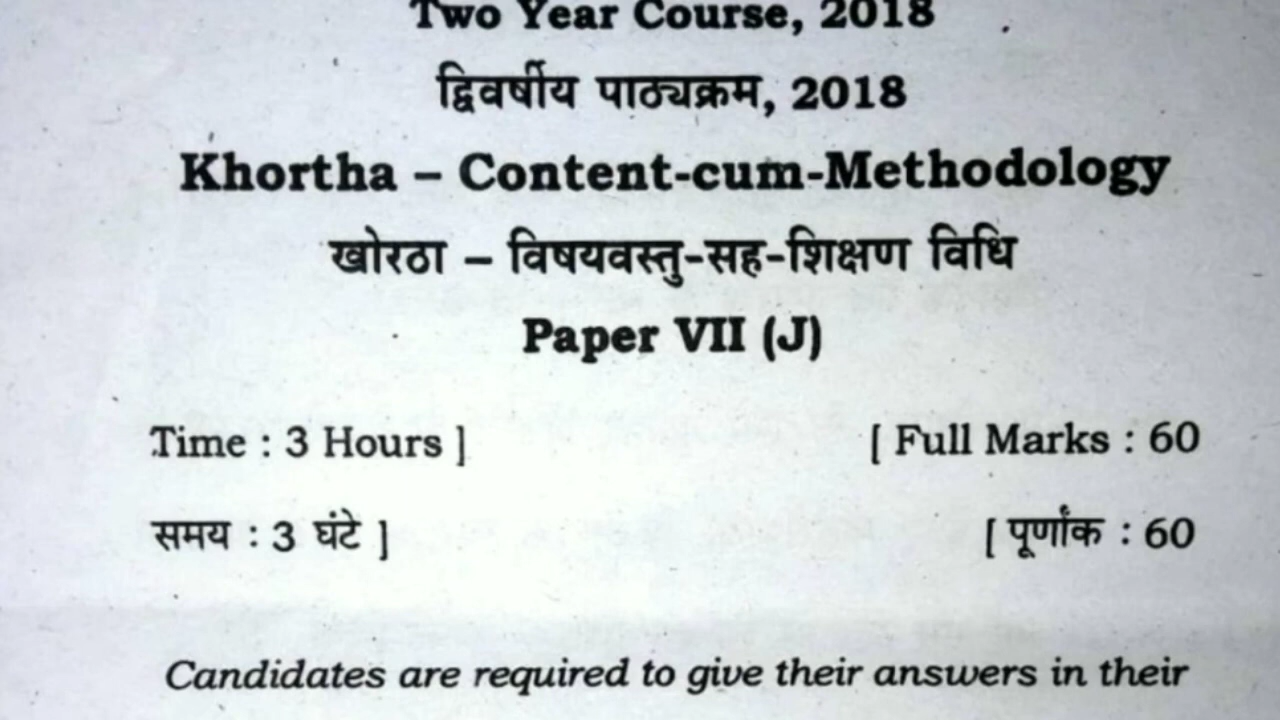 Two Year Course, 2018
द्विवर्षीय पाठ्यक्रम, 2018
Khortha – Content-cum-Methodology
खोरठा – विषयवस्तु-सह-शिक्षण विधि
Paper VII (J)
Time : 3 Hours ] [ Full Marks : 60
समय : 3 घंटे ] [ पूर्णांक : 60
Candidates are required to give their answers in their